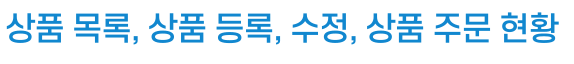 상품 목록, 상품 등록, 수정, 상품 주문 현황